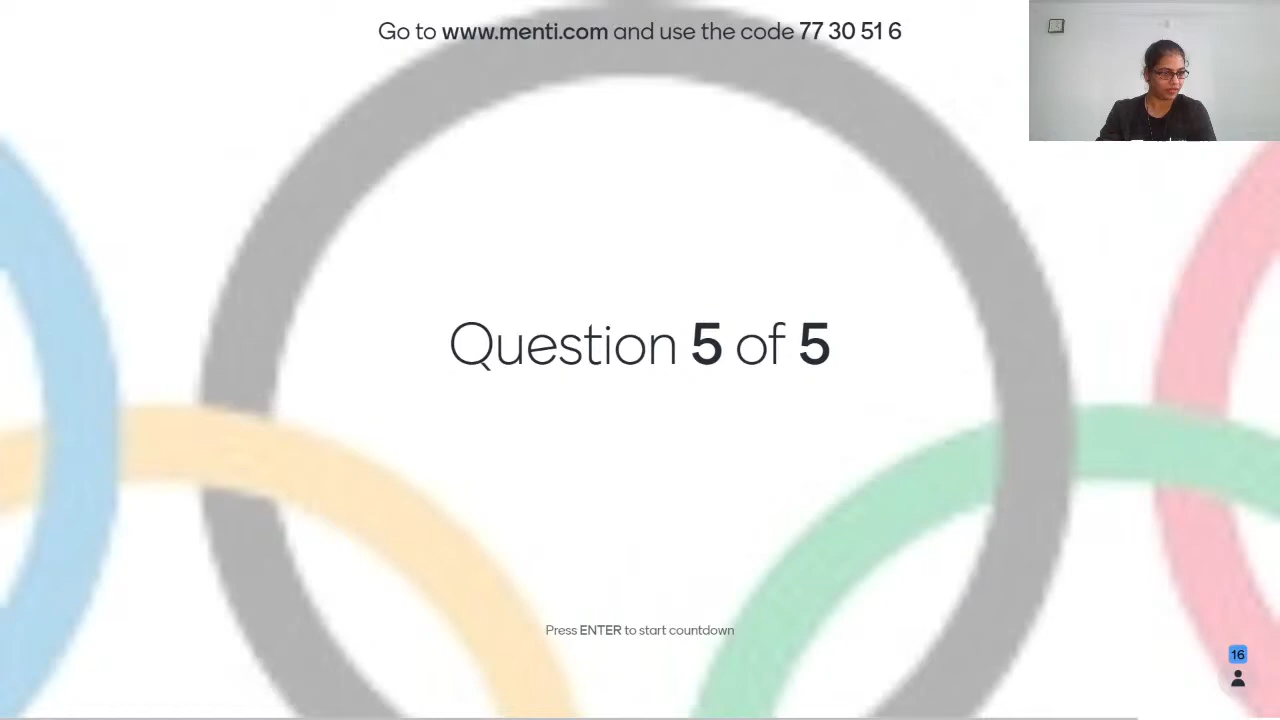 Go to www.menti.com and use the code 77 30 51 6
Question 5 of 5
Press ENTER to start countdown
16